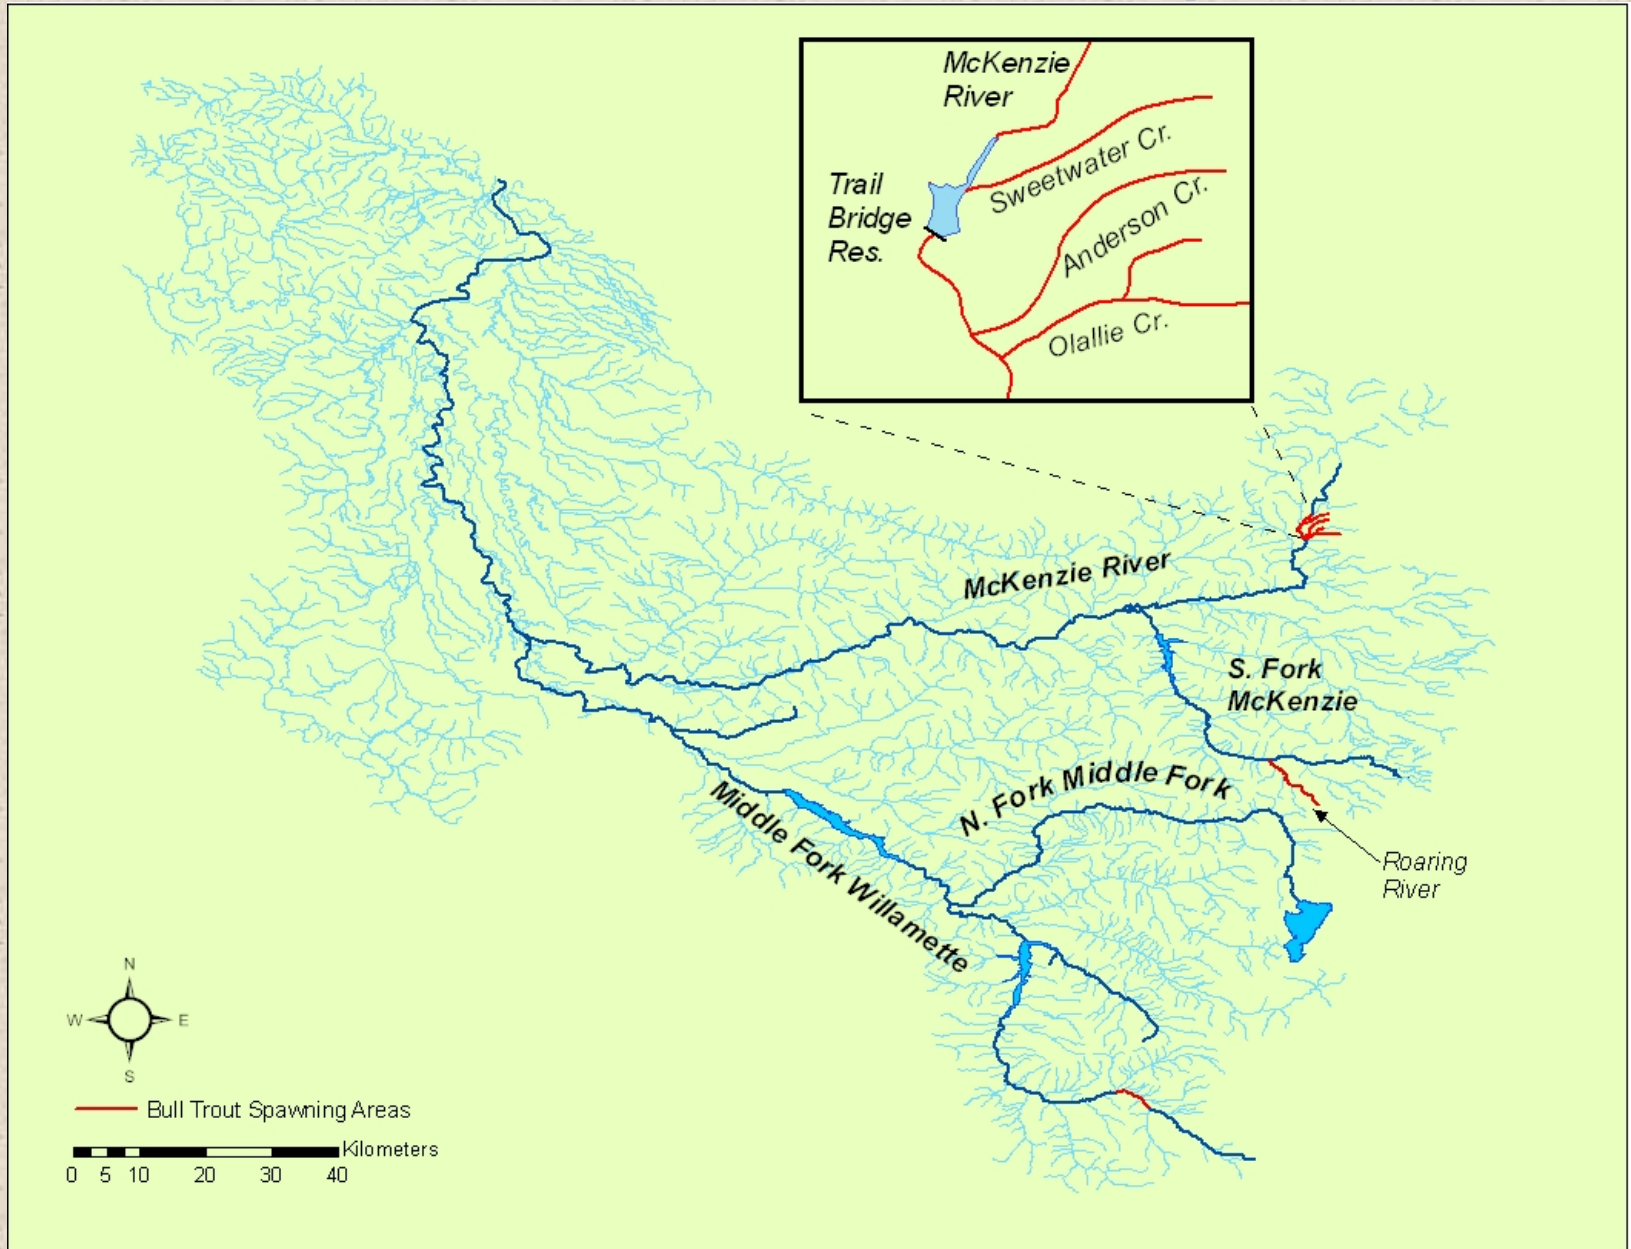 McKenzie
River
Sweetwater Cr.
Trail
Bridge
Res.
Anderson Cr.
Olallie Cr.
McKenzie River
S. Fork
McKenzie
N. Fork Middle Fork
Middle Fork Willamette
Roaring
River
N
W
E
S
Bull Trout Spawning Areas
Kilometers
0 5 10 20 30 40